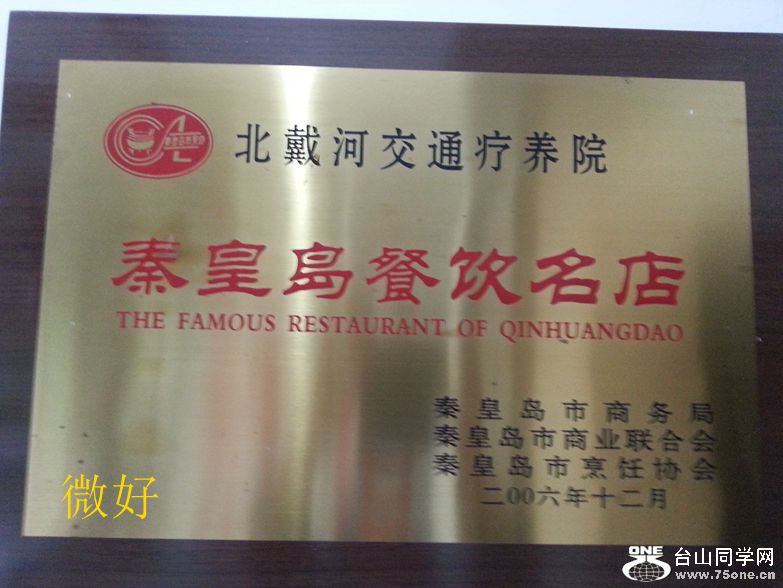 北戴河交通疗养院
秦皇岛餐饮名店
THE FAMOUS RESTAURANT OF QINHUANGDAO
秦皇岛市商务局
秦皇岛市商业联合会
秦皇岛市烹饪协会
二00六年十二月
微好
ONE 台山同学网
www.75one.cn